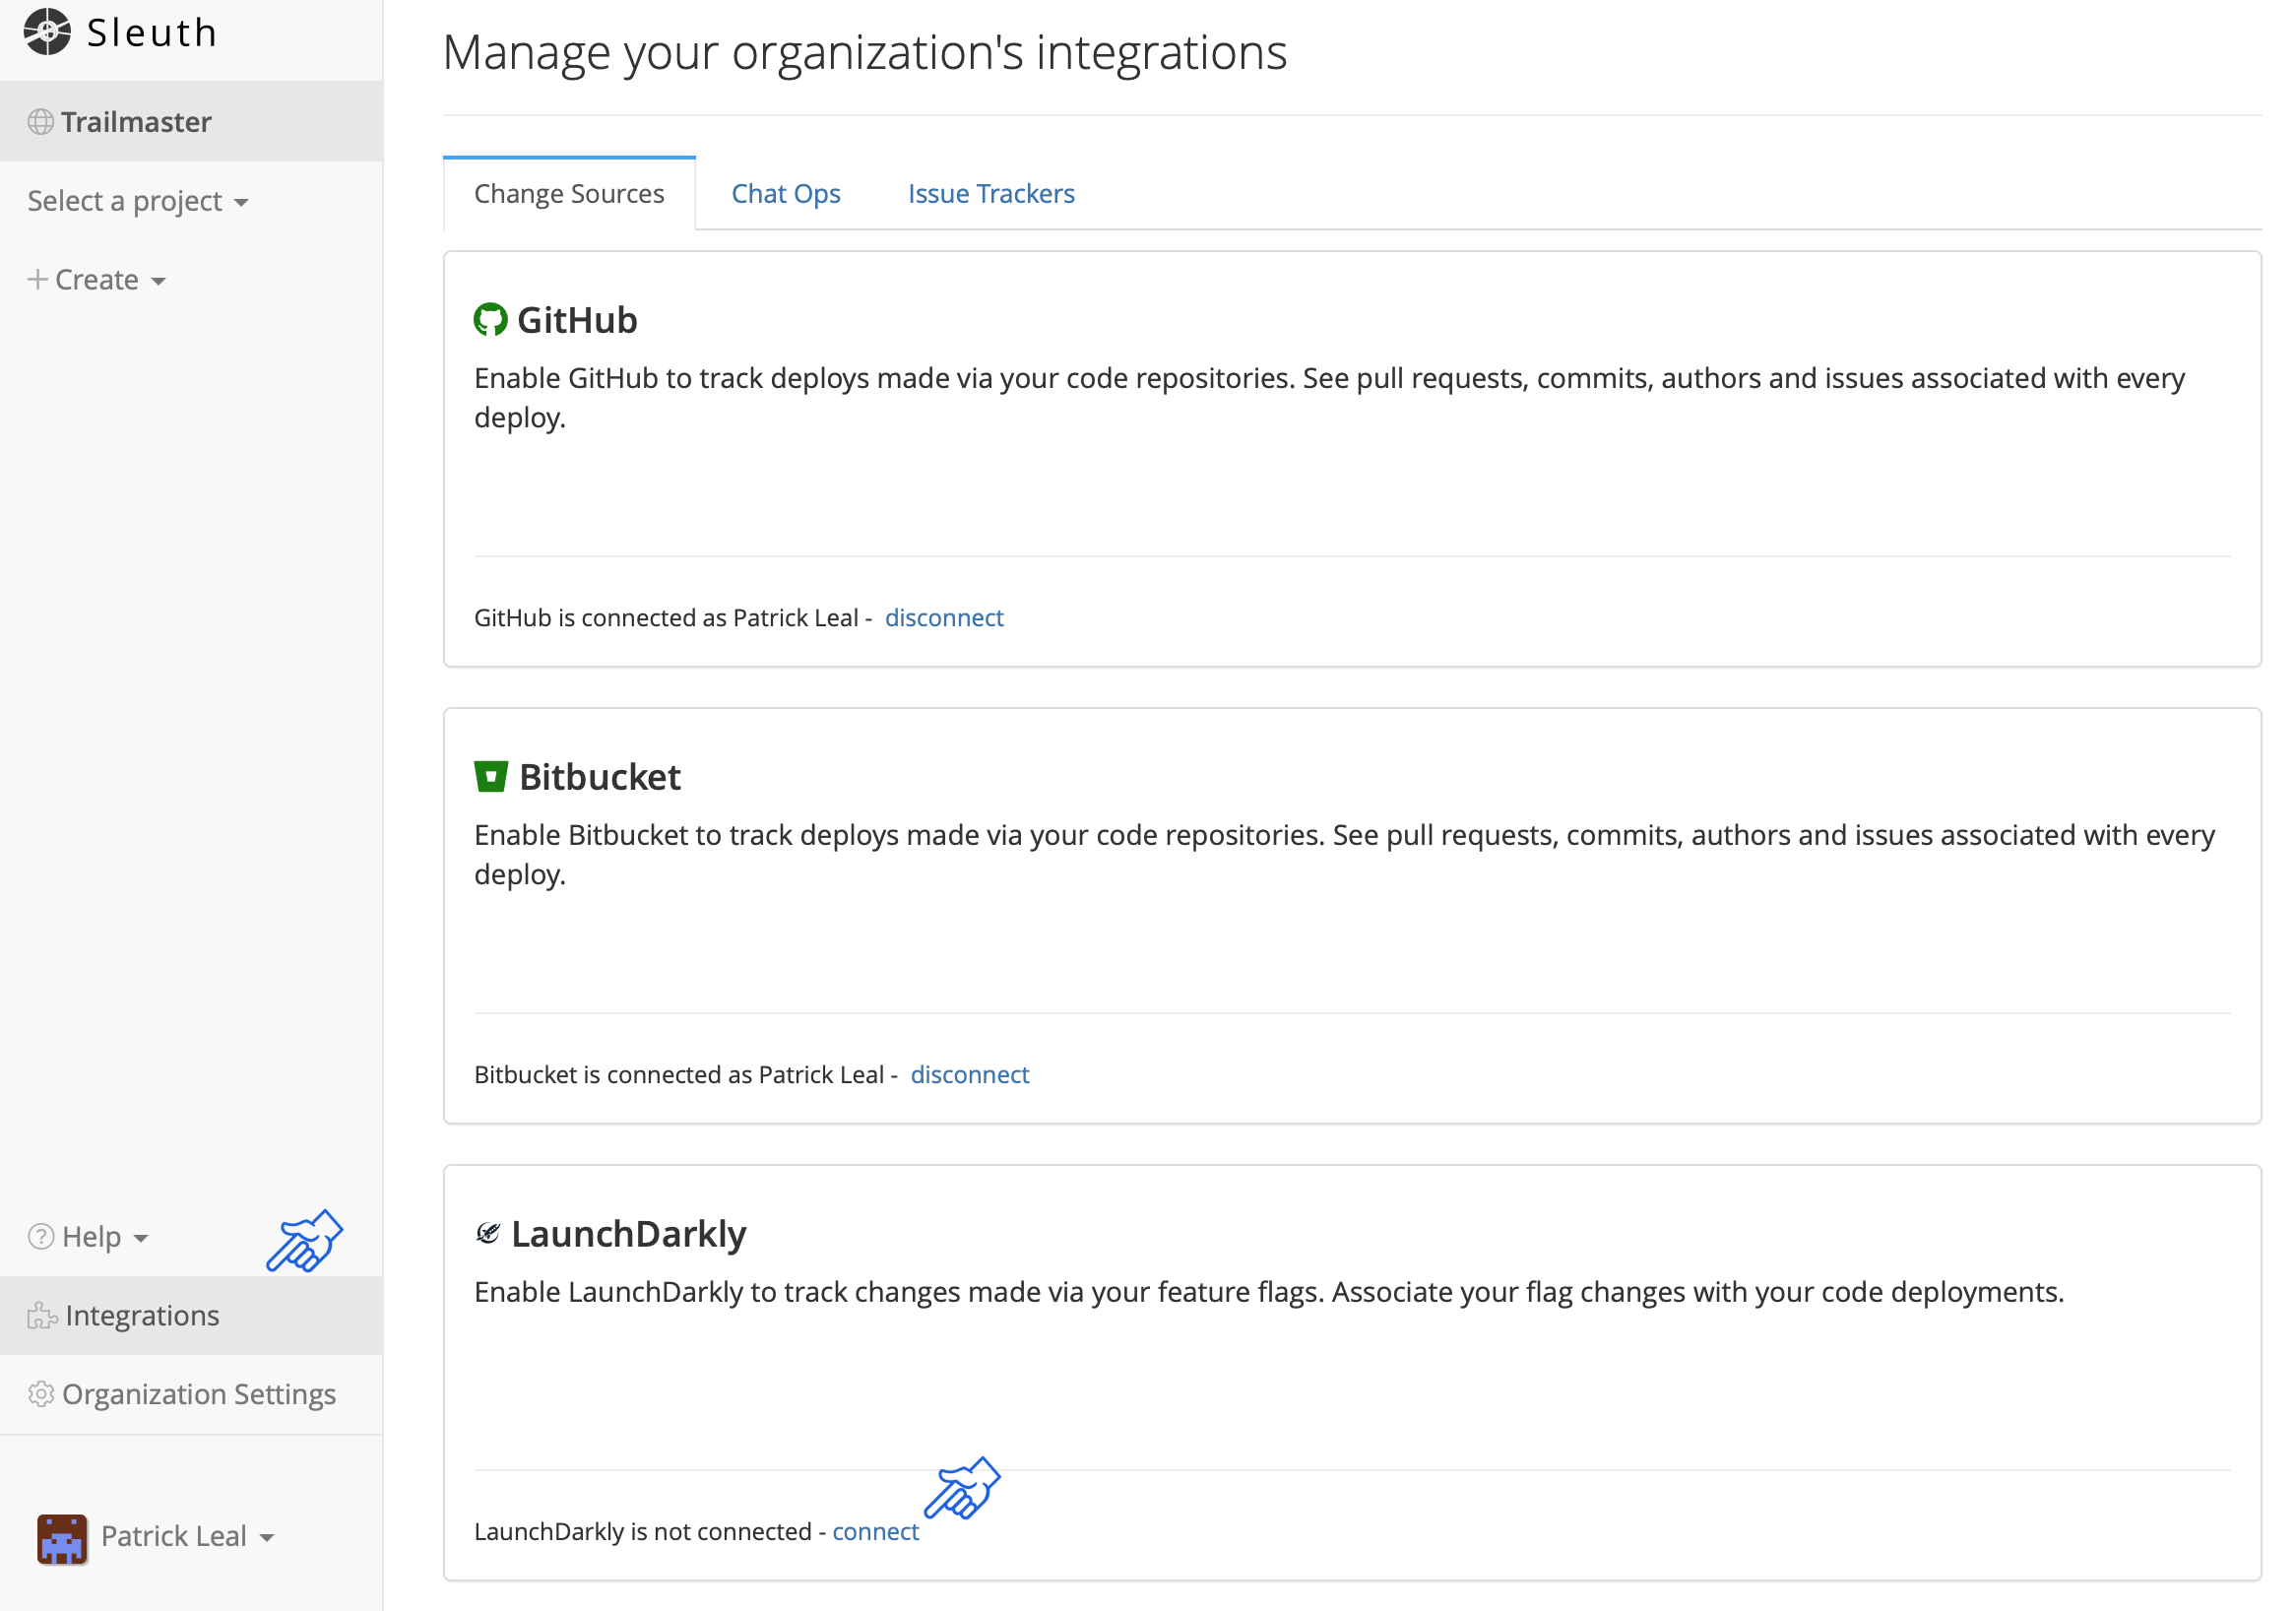 Sleuth
Trailmaster
Select a project
Create
Help
Integrations
Organization Settings
Patrick Leal
Manage your organization's integrations
Change Sources
Chat Ops
Issue Trackers
GitHub
Enable GitHub to track deploys made via your code repositories. See pull requests, commits, authors and issues associated with every
deploy.
GitHub is connected as Patrick Leal - disconnect
Bitbucket
Enable Bitbucket to track deploys made via your code repositories. See pull requests, commits, authors and issues associated with every
deploy.
Bitbucket is connected as Patrick Leal - disconnect
LaunchDarkly
Enable LaunchDarkly to track changes made via your feature flags. Associate your flag changes with your code deployments.
LaunchDarkly is not connected - connect